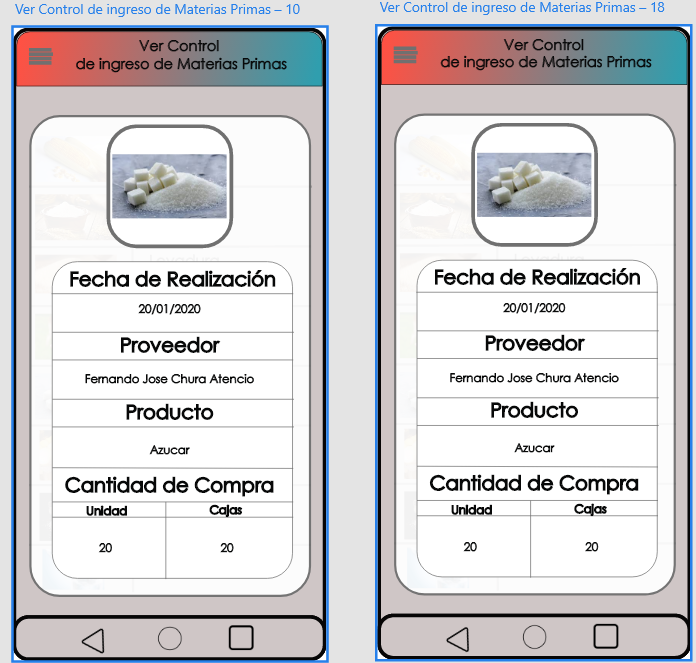 Ver Control de ingreso de Materias Primas – 10
Ver Control
de ingreso de Materias Primas
Fecha de Realización
20/01/2020
Proveedor
Fernando Jose Chura Atencio
Producto
Azucar
Cantidad de Compra
Unidad Cajas
20 20
Ver Control de ingreso de Materias Primas – 18
Ver Control
de ingreso de Materias Primas
Fecha de Realización
20/01/2020
Proveedor
Fernando Jose Chura Atencio
Producto
Azucar
Cantidad de Compra
Unidad Cajas
20 20